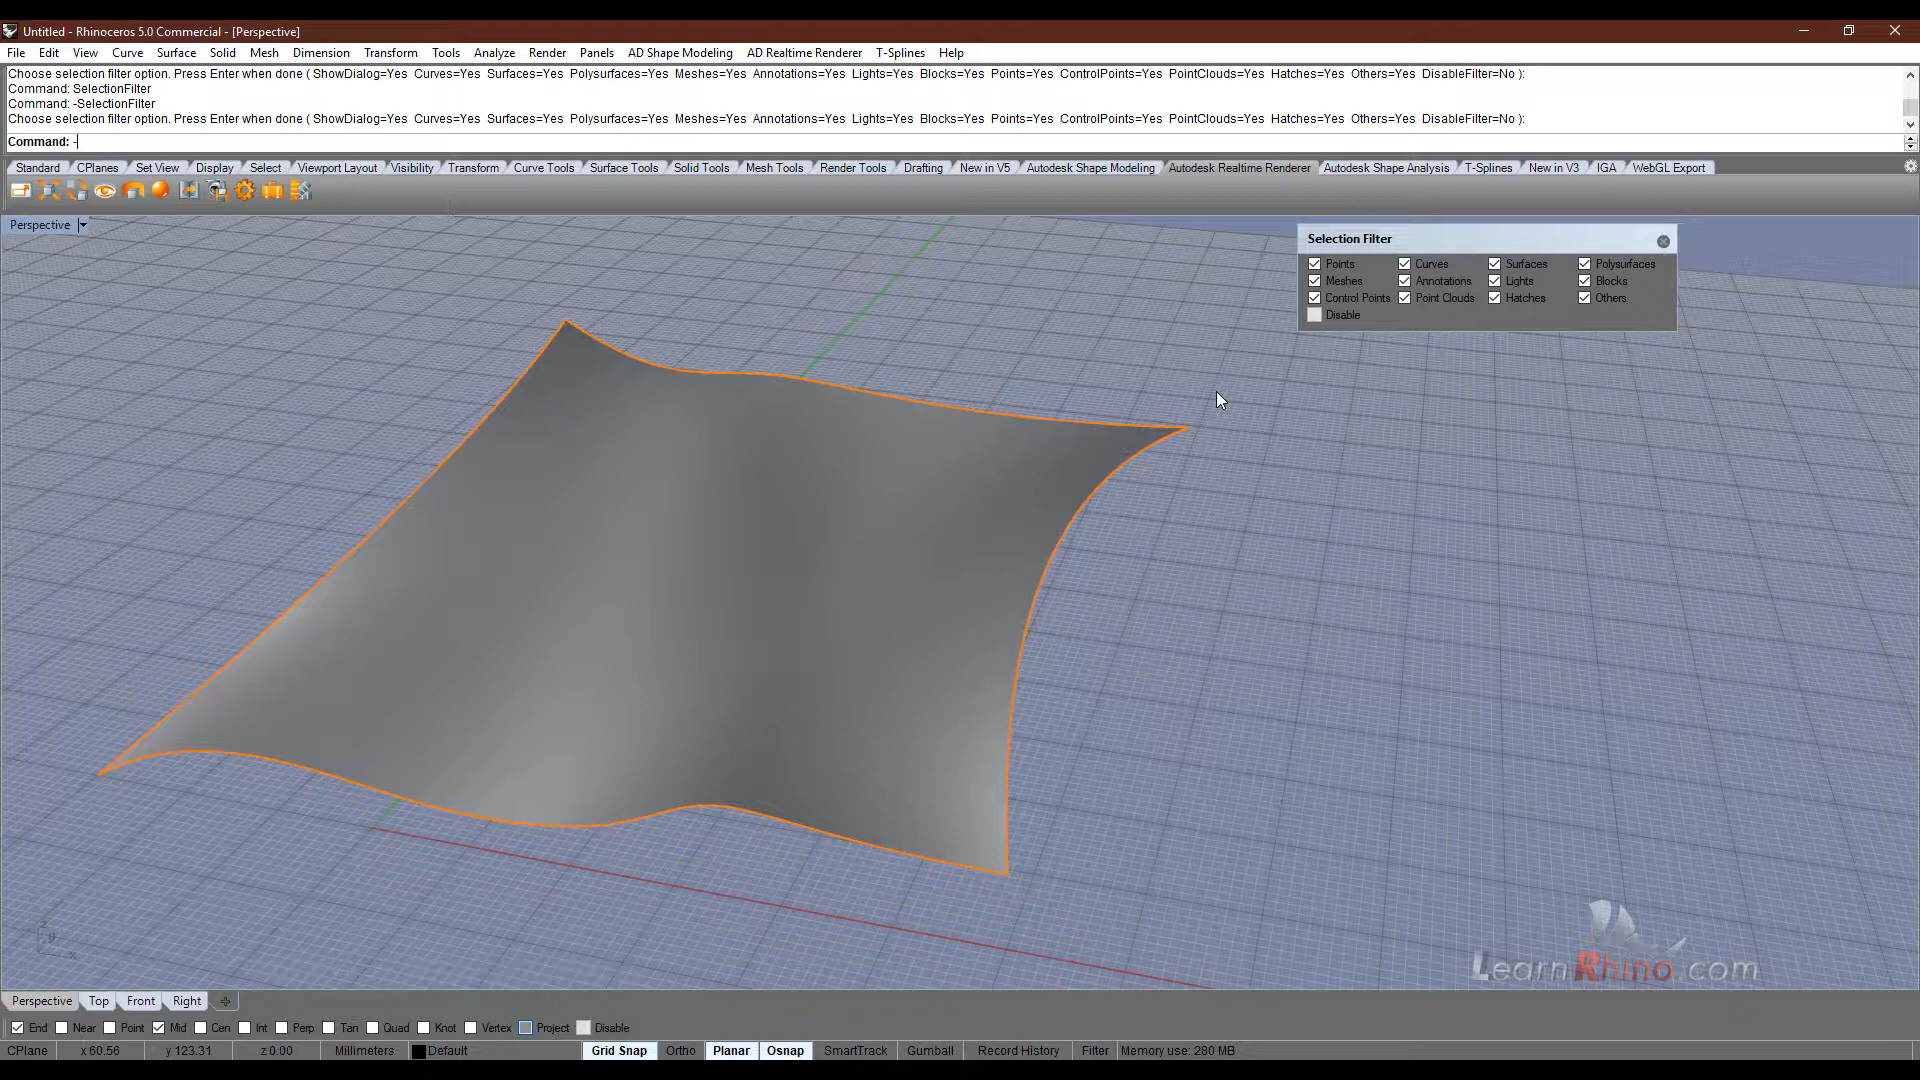 Untitled - Rhinoceros 5.0 Commercial - [Perspective]
File Edit View Curve Surface Solid Mesh Dimension Transform Tools Analyze Render Panels AD Shape Modeling AD Realtime Renderer T-Splines Help
Choose selection filter option. Press Enter when done ( ShowDialog=Yes Curves=Yes Surfaces=Yes Polysurfaces=Yes Meshes=Yes Annotations=Yes Lights=Yes Blocks=Yes Points=Yes ControlPoints=Yes PointClouds=Yes Hatches=Yes Others=Yes DisableFilter=No ):
Command: SelectionFilter
Command: -SelectionFilter
Choose selection filter option. Press Enter when done ( ShowDialog=Yes Curves=Yes Surfaces=Yes Polysurfaces=Yes Meshes=Yes Annotations=Yes Lights=Yes Blocks=Yes Points=Yes ControlPoints=Yes PointClouds=Yes Hatches=Yes Others=Yes DisableFilter=No ):
Command: -
Standard CPlanes Set View Display Select Viewport Layout Visibility Transform Curve Tools Surface Tools Solid Tools Mesh Tools Render Tools Drafting New in V5 Autodesk Shape Modeling Autodesk Realtime Renderer Autodesk Shape Analysis T-Splines New in V3 IGA WebGL Export
Perspective
Selection Filter
Points Curves Surfaces Polysurfaces
Meshes Annotations Lights Blocks
Control Points Point Clouds Hatches Others
Disable
z
y
x
LearnRhino.com
Perspective Top Front Right
End Near Point Mid Cen Int Perp Tan Quad Knot Vertex Project Disable
CPlane x 60.56 y 123.31 z 0.00 Millimeters Default Grid Snap Ortho Planar Osnap SmartTrack Gumball Record History Filter Memory use: 280 MB